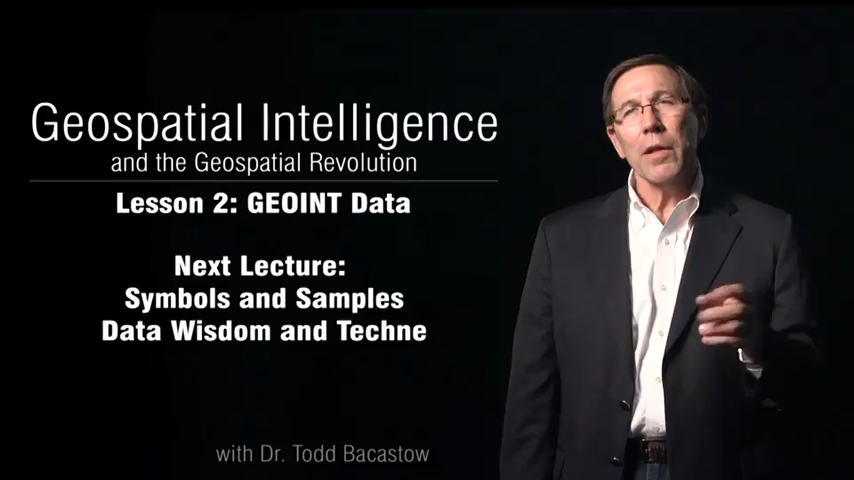 Geospatial Intelligence
and the Geospatial Revolution
Lesson 2: GEOINT Data
Next Lecture:
Symbols and Samples
Data Wisdom and Techne
with Dr. Todd Bacastow